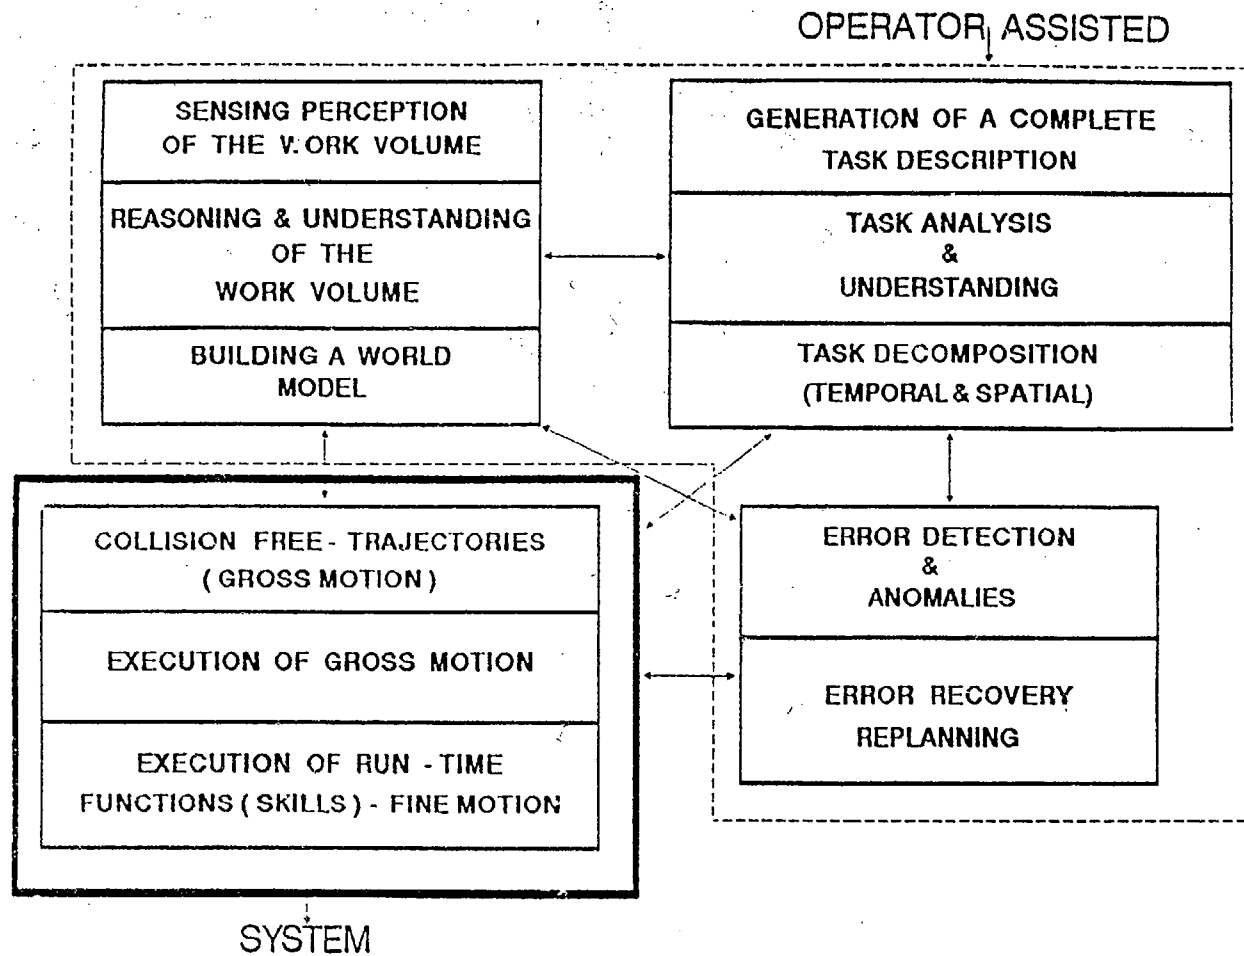 OPERATOR ASSISTED
SENSING PERCEPTION
OF THE WORK VOLUME
REASONING & UNDERSTANDING
OF THE
WORK VOLUME
BUILDING A WORLD
MODEL
GENERATION OF A COMPLETE
TASK DESCRIPTION
TASK ANALYSIS
&
UNDERSTANDING
TASK DECOMPOSITION
(TEMPORAL & SPATIAL)
COLLISION FREE - TRAJECTORIES
( GROSS MOTION )
EXECUTION OF GROSS MOTION
EXECUTION OF RUN - TIME
FUNCTIONS ( SKILLS ) - FINE MOTION
ERROR DETECTION
&
ANOMALIES
ERROR RECOVERY
REPLANNING
SYSTEM